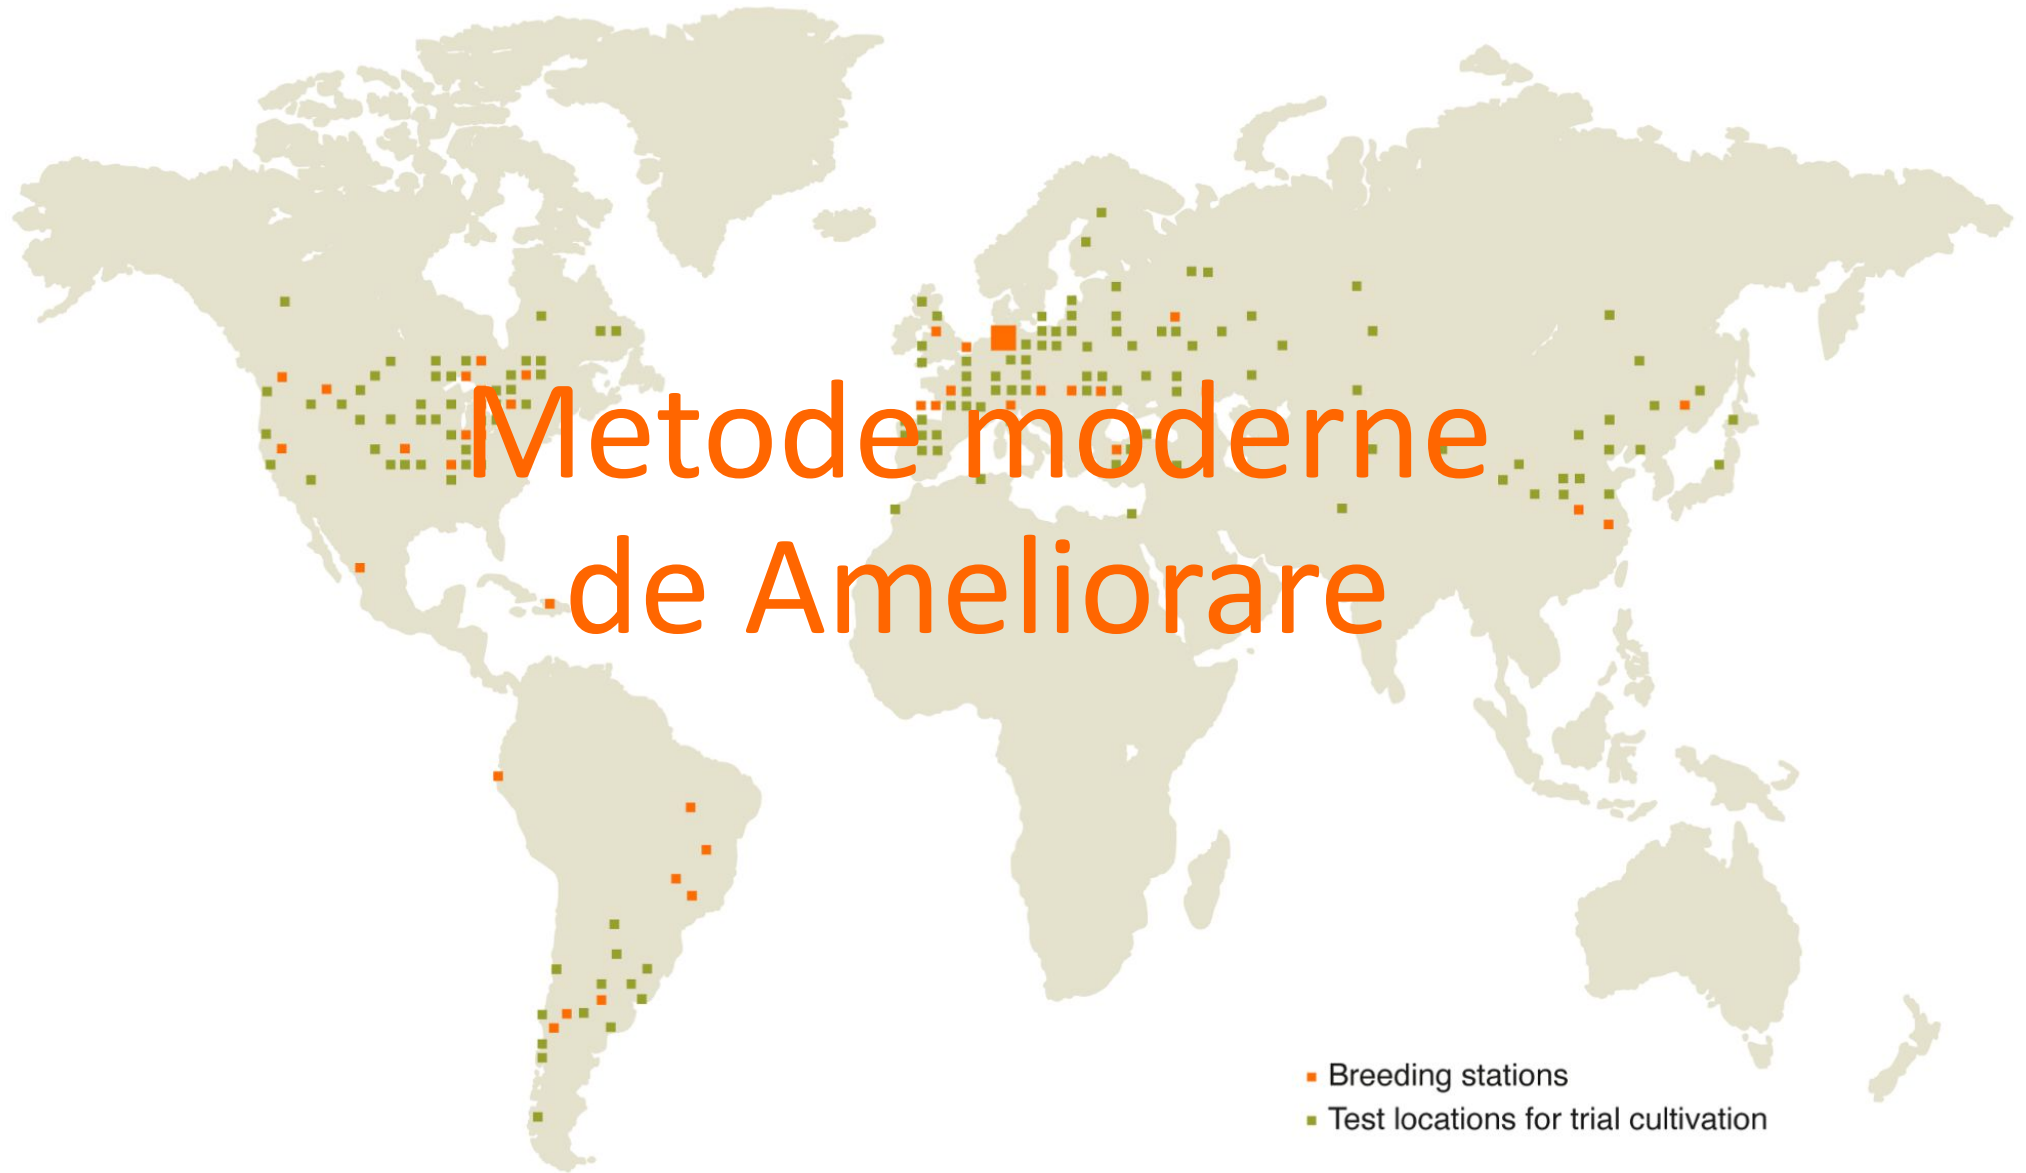 Metode moderne
de Ameliorare
Breeding stations
Test locations for trial cultivation